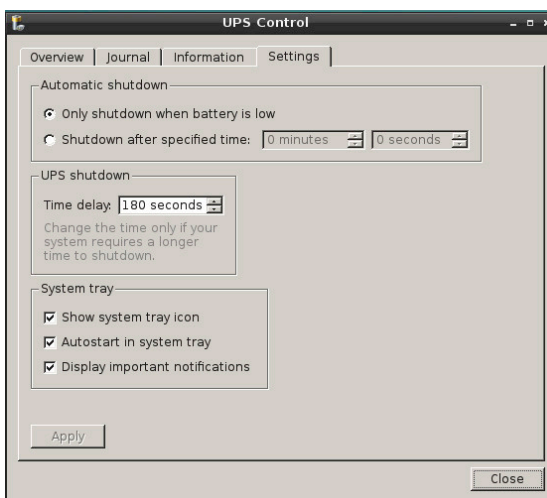 UPS Control
Overview Journal Information Settings
Automatic shutdown
Only shutdown when battery is low
Shutdown after specified time: 0 minutes 0 seconds
UPS shutdown
Time delay: 180 seconds
Change the time only if your
system requires a longer
time to shutdown.
System tray
Show system tray icon
Autostart in system tray
Display important notifications
Apply
Close